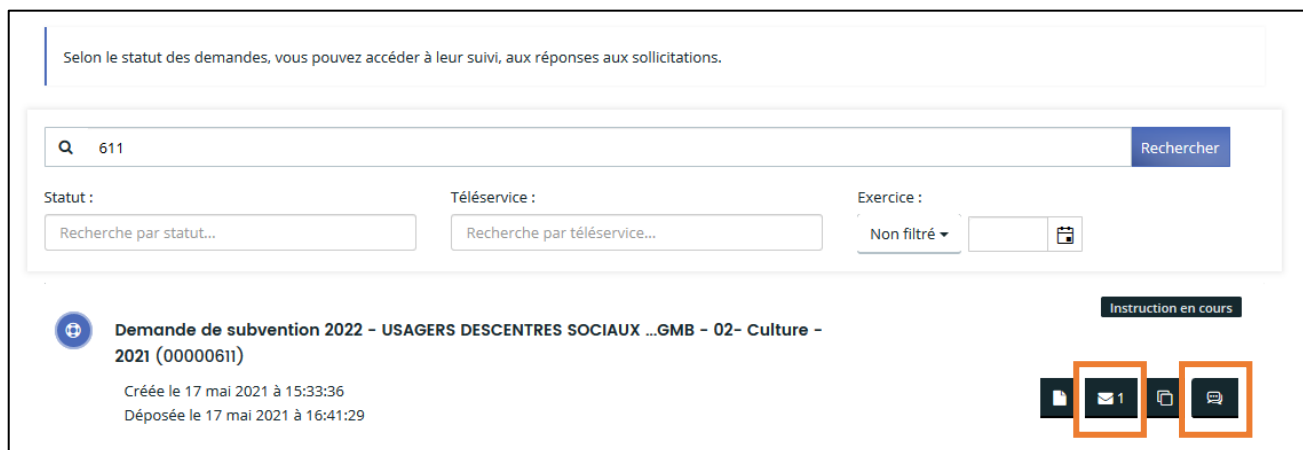 Selon le statut des demandes, vous pouvez accéder à leur suivi, aux réponses aux sollicitations.
611
Rechercher
Statut :
Téléservice :
Exercice :
Recherche par statut...
Recherche par téléservice...
Non filtré
Instruction en cours
Demande de subvention 2022 - USAGERS DESCENTRES SOCIAUX ...GMB - 02- Culture -
2021 (00000611)
Créée le 17 mai 2021 à 15:33:36
Déposée le 17 mai 2021 à 16:41:29
1